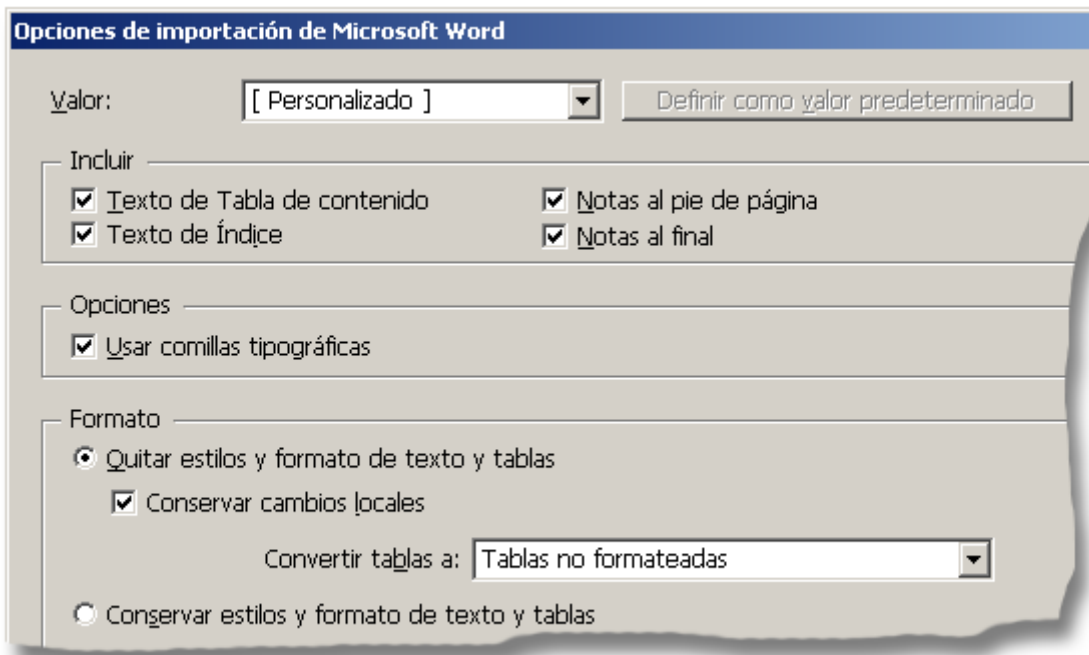 Opciones de importación de Microsoft Word
Valor: [ Personalizado ] Definir como valor predeterminado
Incluir
Texto de Tabla de contenido Notas al pie de página
Texto de Índice Notas al final
Opciones
Usar comillas tipográficas
Formato
Quitar estilos y formato de texto y tablas
Conservar cambios locales
Convertir tablas a: Tablas no formateadas
Conservar estilos y formato de texto y tablas